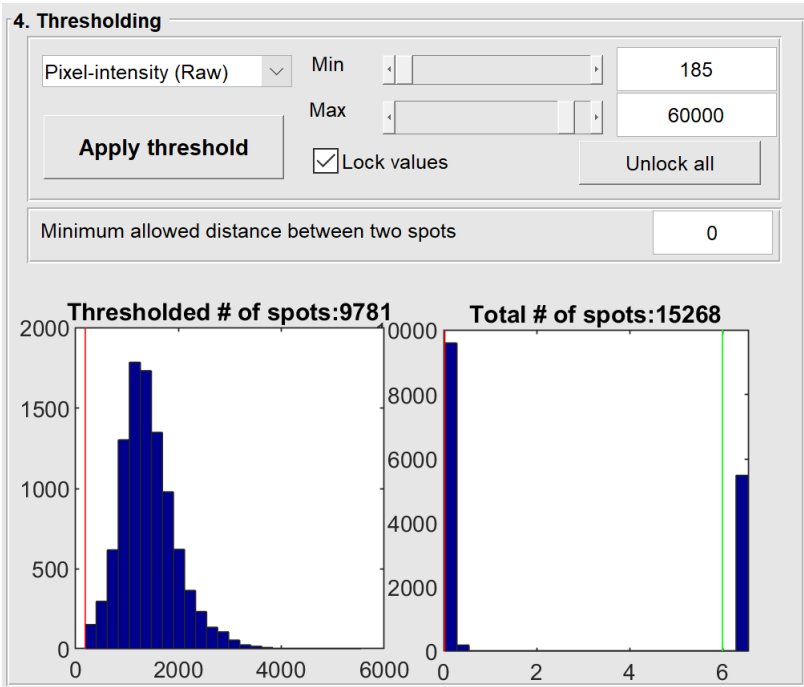 4. Thresholding
Pixel-intensity (Raw)
Min
185
Max
60000
Apply threshold
Lock values
Unlock all
Minimum allowed distance between two spots
0
Thresholded # of spots:9781
2000
1500
1000
500
0
0 2000 4000 6000
Total # of spots:15268
10000
8000
6000
4000
2000
0
0 2 4 6